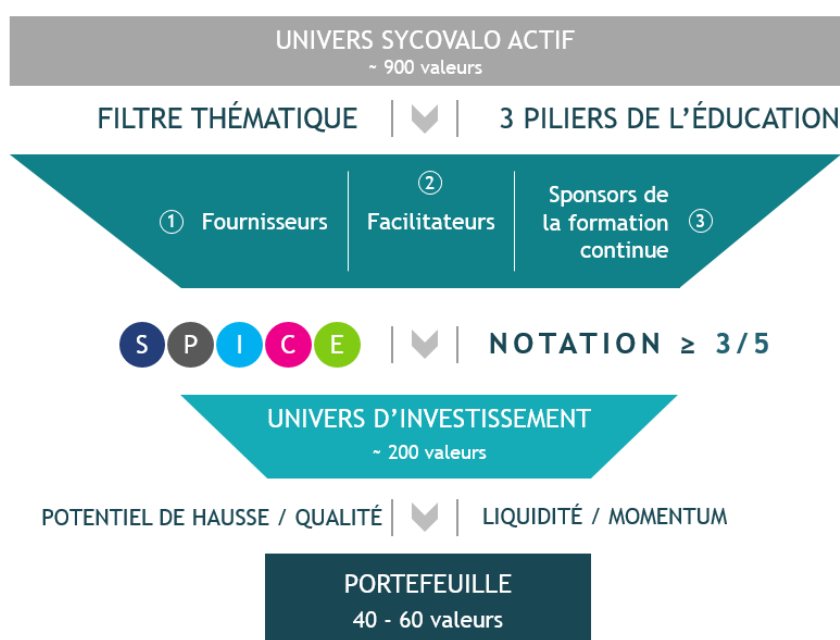 UNIVERS SYCOVALO ACTIF
~ 900 valeurs
FILTRE THÉMATIQUE
3 PILIERS DE L'ÉDUCATION
1 Fournisseurs
2
Facilitateurs
Sponsors de
la formation 3
continue
S P I C E
NOTATION ≥ 3/5
UNIVERS D'INVESTISSEMENT
~ 200 valeurs
POTENTIEL DE HAUSSE / QUALITÉ
LIQUIDITÉ / MOMENTUM
PORTEFEUILLE
40 - 60 valeurs